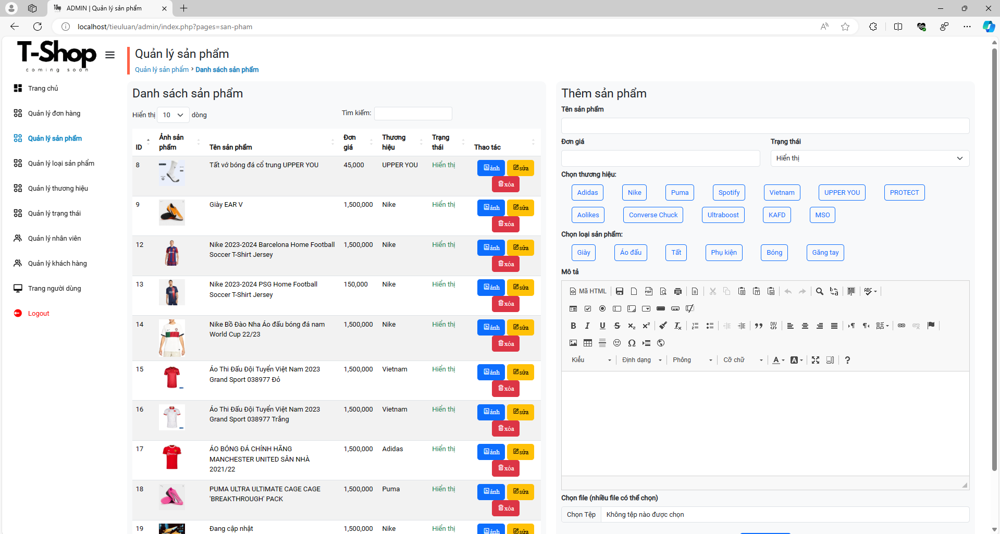 ADMIN | Quản lý sản phẩm
localhost/tieuluan/admin/index.php?pages=san-pham
T-Shop
coming soon
Trang chủ
Quản lý đơn hàng
Quản lý sản phẩm
Quản lý loại sản phẩm
Quản lý thương hiệu
Quản lý trạng thái
Quản lý nhân viên
Quản lý khách hàng
Trang người dùng
Logout
Quản lý sản phẩm
Quản lý sản phẩm › Danh sách sản phẩm
Danh sách sản phẩm
Hiển thị 10 dòng
Tìm kiếm:
ID Ảnh sản phẩm Tên sản phẩm Đơn giá Thương hiệu Trạng thái Thao tác
8 Tất vớ bóng đá cổ trung UPPER YOU 45,000 UPPER YOU Hiển thị ảnh sửa
xóa
9 Giày EAR V 1,500,000 Nike Hiển thị ảnh sửa
xóa
12 Nike 2023-2024 Barcelona Home Football 1,500,000 Nike Hiển thị ảnh sửa
Soccer T-Shirt Jersey
xóa
13 Nike 2023-2024 PSG Home Football 150,000 Nike Hiển thị ảnh sửa
Soccer T-Shirt Jersey
xóa
14 Nike Bồ Đào Nha Áo đấu bóng đá nam 1,500,000 Nike Hiển thị ảnh sửa
World Cup 22/23
xóa
15 Áo Thi Đấu Đội Tuyển Việt Nam 2023 1,500,000 Vietnam Hiển thị ảnh sửa
Grand Sport 038977 Đỏ
xóa
16 Áo Thi Đấu Đội Tuyển Việt Nam 2023 1,500,000 Vietnam Hiển thị ảnh sửa
Grand Sport 038977 Trắng
xóa
17 ÁO BÓNG ĐÁ CHÍNH HÃNG 1,500,000 Adidas Hiển thị ảnh sửa
MANCHESTER UNITED SÂN NHÀ
xóa
2021/22
18 PUMA ULTRA ULTIMATE CAGE CAGE 1,500,000 Puma Hiển thị ảnh sửa
'BREAKTHROUGH' PACK
xóa
19 Đang cập nhật 1,500,000 Nike Hiển thị ảnh sửa
Thêm sản phẩm
Tên sản phẩm
Đơn giá Trạng thái
Hiển thị
Chọn thương hiệu:
Adidas Nike Puma Spotify Vietnam UPPER YOU PROTECT
Aolikes Converse Chuck Ultraboost KAFD MSO
Chọn loại sản phẩm:
Giày Áo đấu Tất Phụ kiện Bóng Găng tay
Mô tả
Mã HTML
Kiểu Định dạng Phông Cỡ chữ
Chọn file (nhiều file có thể chọn)
Chọn Tệp Không tệp nào được chọn